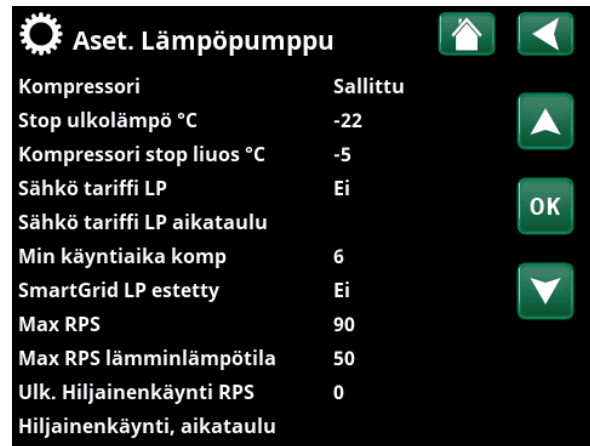 Aset. Lämpöpumppu
Kompressori Sallittu
Stop ulkolämpö °C -22
Kompressori stop liuos °C -5
Sähkö tariffi LP Ei
Sähkö tariffi LP aikataulu
OK
Min käyntiaika komp 6
SmartGrid LP estetty Ei
Max RPS 90
Max RPS lämminlämpötila 50
Ulk. Hiljainenkäynti RPS 0
Hiljainenkäynti, aikataulu